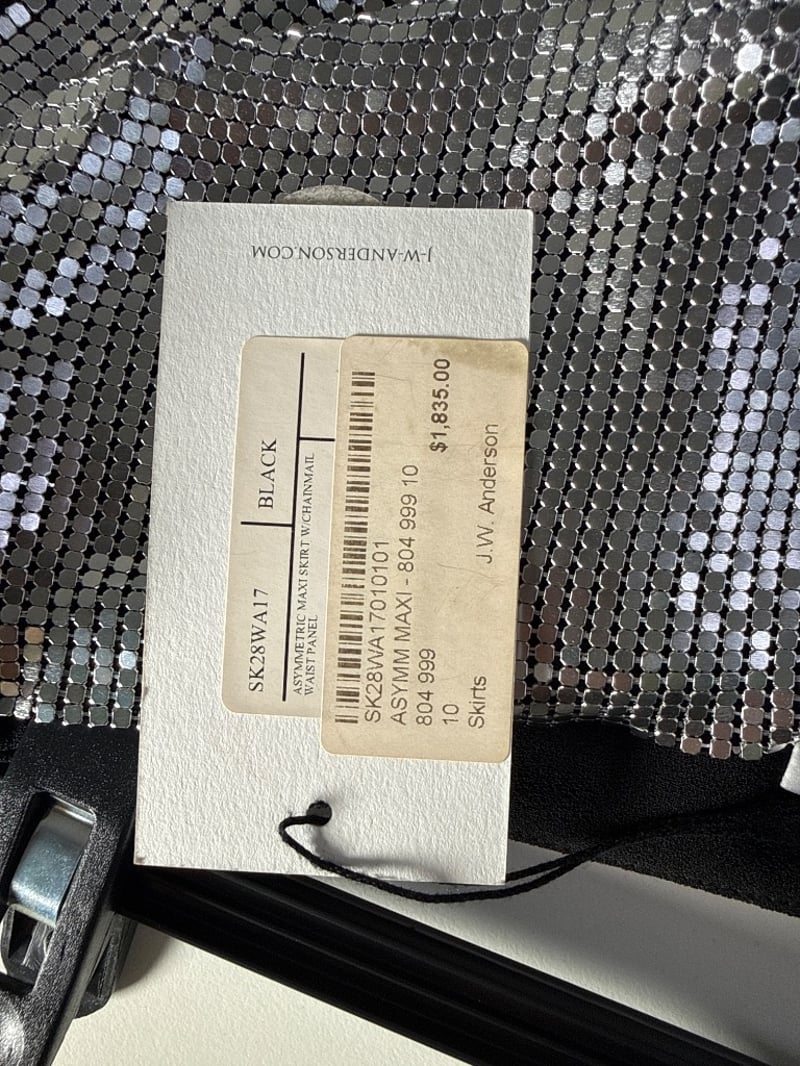 J-W-ANDERSON.COM
SK28WA17
BLACK
ASYMMETRIC MAXI SKIRT W/CHAINMAIL
WAIST PANEL
SK28WA17010101
ASYMM MAXI - 804 999 10
804 999
$1,835.00
10
Skirts
J.W. Anderson